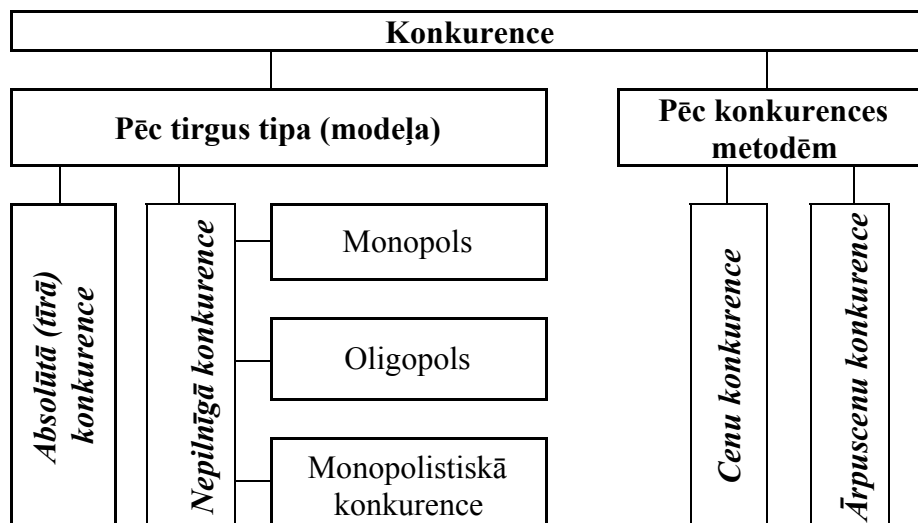 Konkurence
Pēc tirgus tipa (modeļa)
Pēc konkurences
metodēm
Absolūtā (tīrā)
konkurence
Nepilnīgā konkurence
Monopols
Oligopols
Monopolistiskā
konkurence
Cenu konkurence
Ārpuscenu konkurence